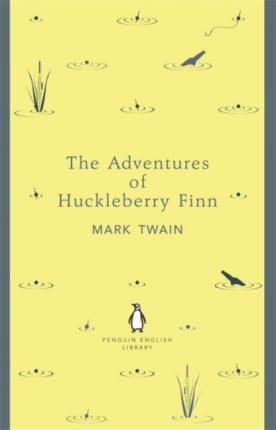 The Adventures
of
Huckleberry Finn
MARK TWAIN
PENGUIN ENGLISH
LIBRARY